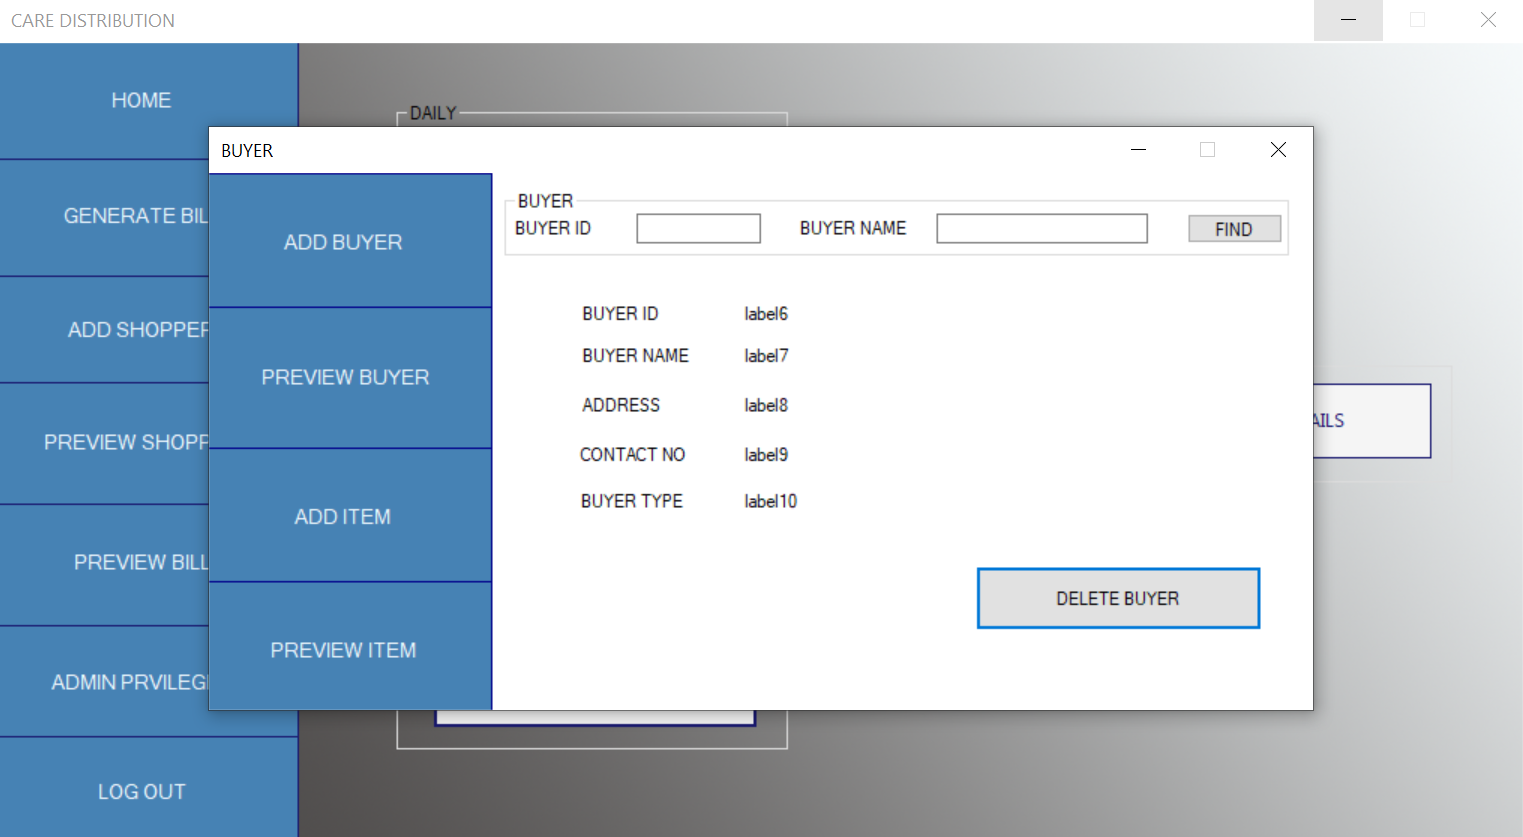 CARE DISTRIBUTION
HOME
GENERATE BIL
ADD SHOPPER
PREVIEW SHOPP
PREVIEW BILL
ADMIN PRVILEGI
LOG OUT
DAILY
AILS
BUYER
ADD BUYER
PREVIEW BUYER
ADD ITEM
PREVIEW ITEM
BUYER
BUYER ID BUYER NAME FIND
BUYER ID label6
BUYER NAME label7
ADDRESS label8
CONTACT NO label9
BUYER TYPE label10
DELETE BUYER